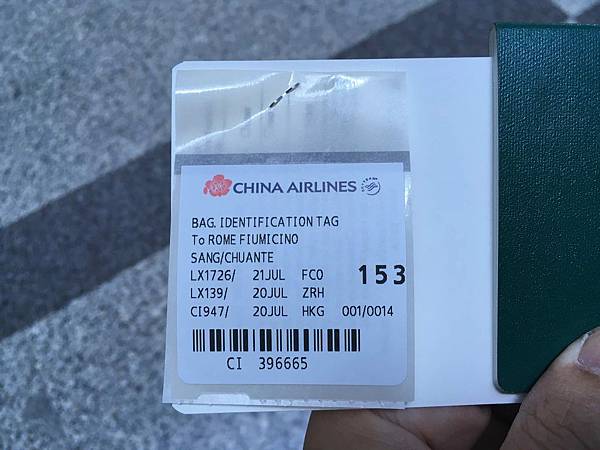 CHINA AIRLINES
BAG. IDENTIFICATION TAG
To ROME FIUMICINO
SANG/CHUANTE
LX1726/ 21JUL FCO 153
LX139/ 20JUL ZRH
CI947/ 20JUL HKG 001/0014
CI 396665